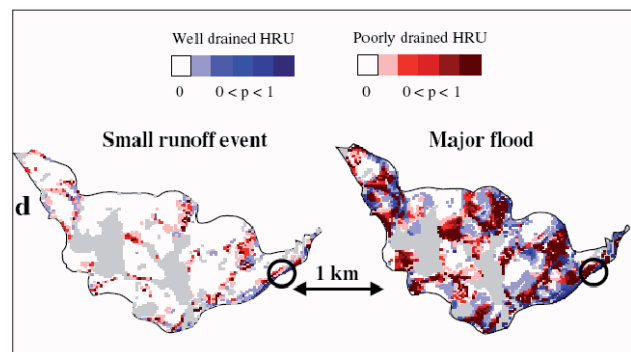 Well drained HRU Poorly drained HRU
0 0 < p < 1 0 0 < p < 1
Small runoff event Major flood
d
1 km